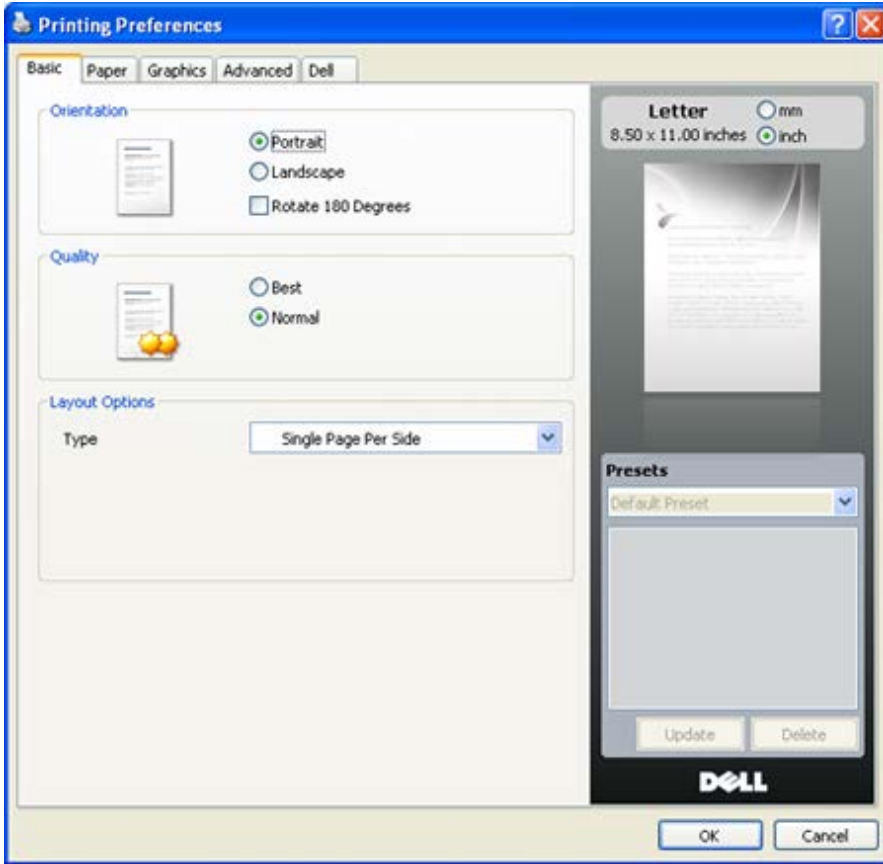 Printing Preferences
Basic Paper Graphics Advanced Dell
Orientation
Portrait
Landscape
Rotate 180 Degrees
Quality
Best
Normal
Layout Options
Type Single Page Per Side
Letter mm
8.50 x 11.00 inches inch
Presets
Default Preset
Update Delete
DELL
OK Cancel